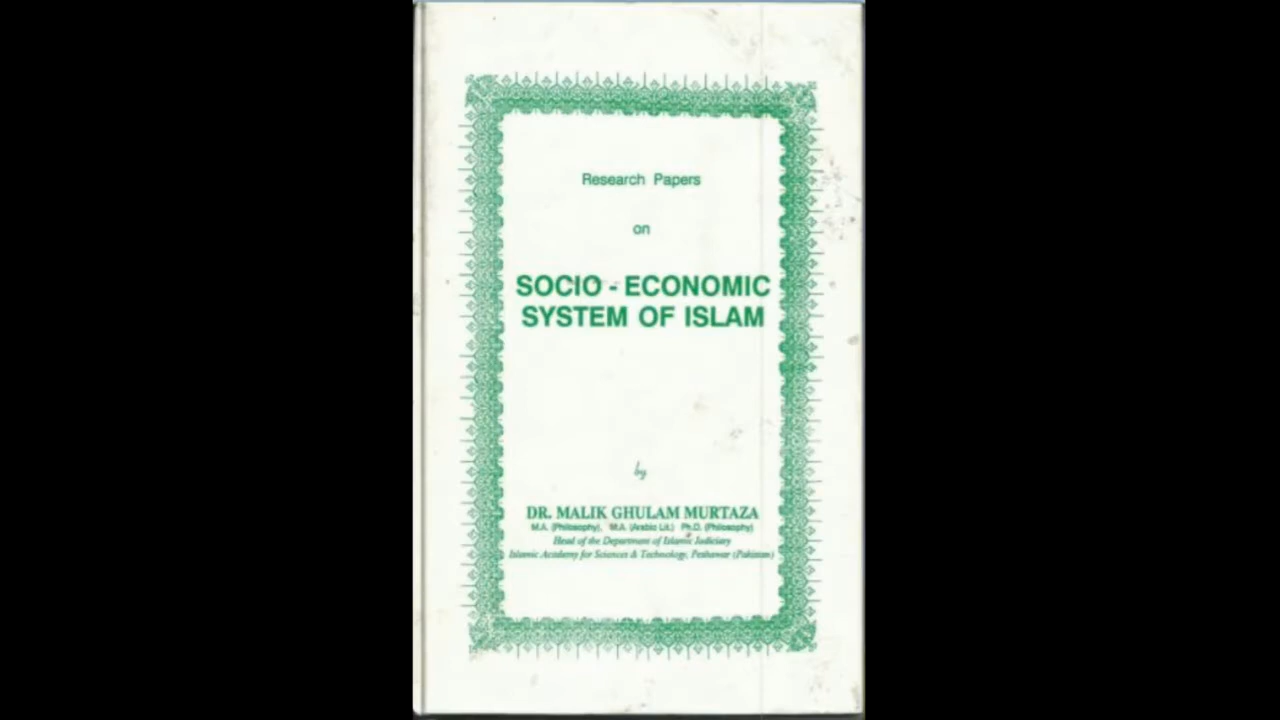 Research Papers
on
SOCIO - ECONOMIC
SYSTEM OF ISLAM
by
DR. MALIK GHULAM MURTAZA
M.A. (Philosophy), M.A. (Arabic Lit.) Ph.D. (Philosophy)
Head of the Department of Islamic Judiciary
Islamic Academy for Sciences & Technology, Peshawar (Pakistan)